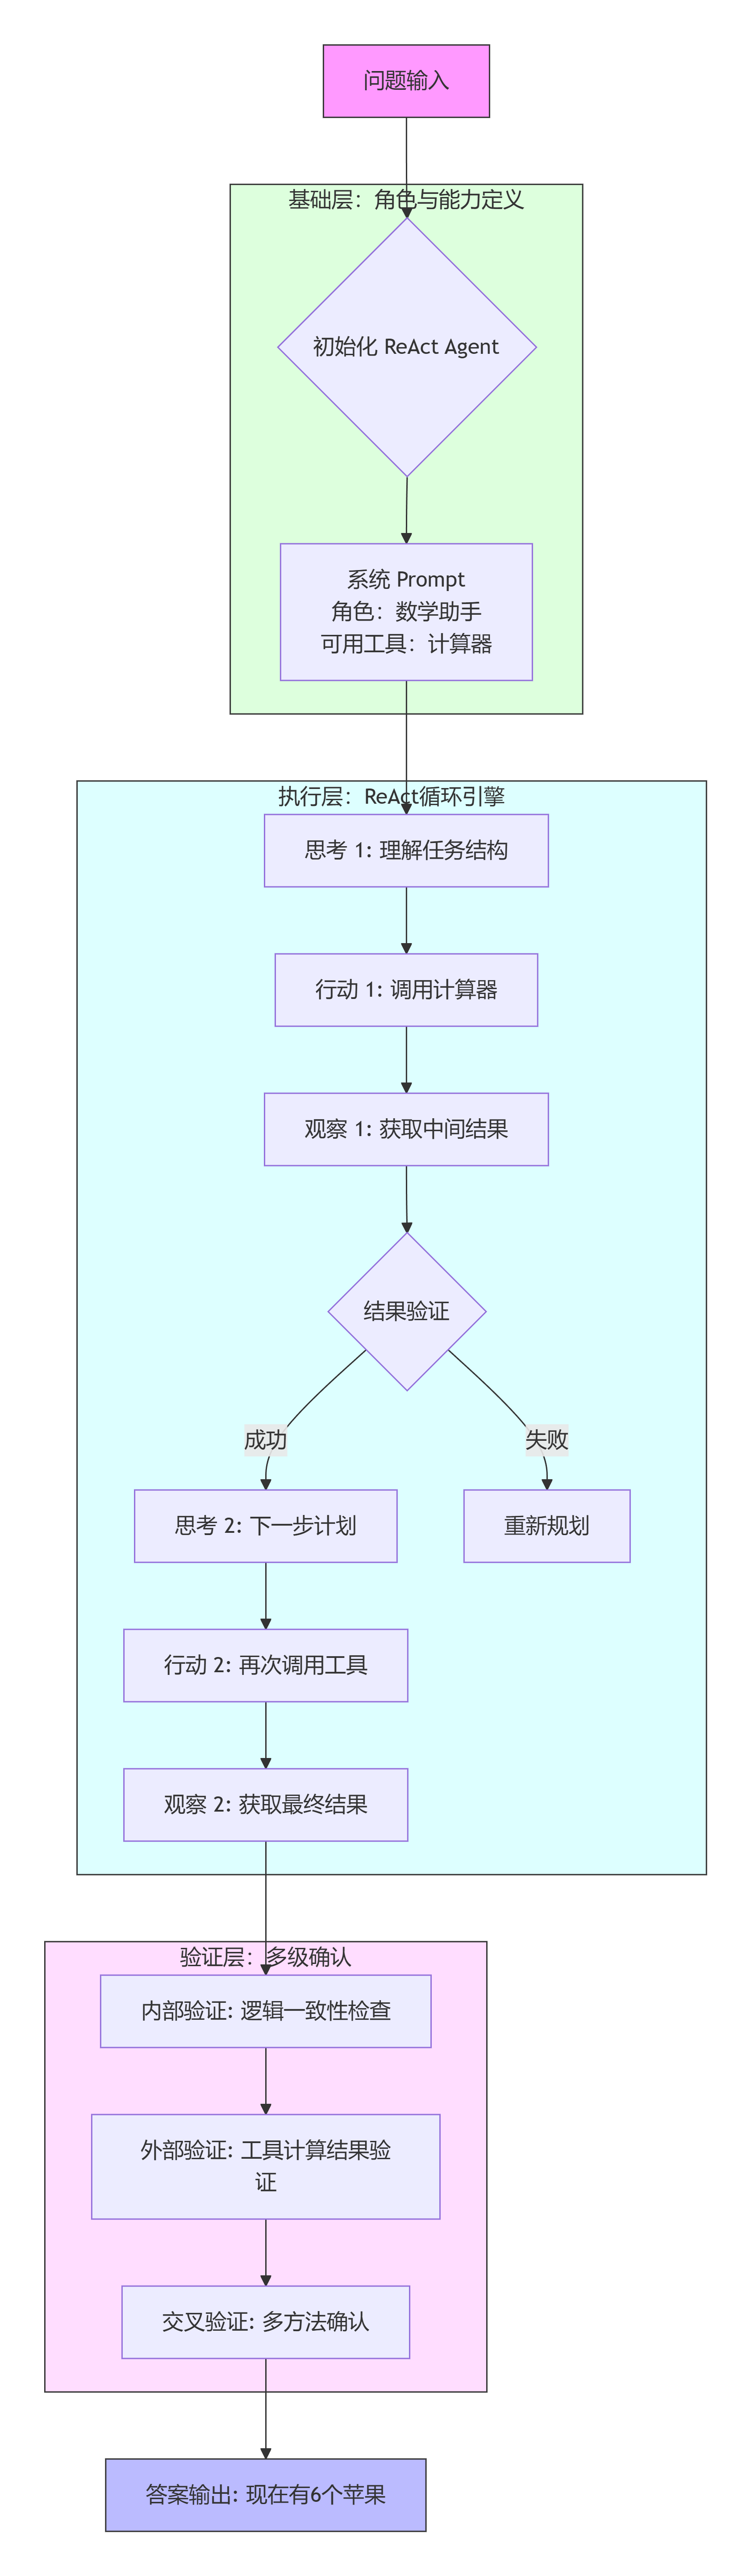 问题输入
基础层：角色与能力定义
初始化 ReAct Agent
系统 Prompt
角色：数学助手
可用工具：计算器
执行层：ReAct循环引擎
思考 1: 理解任务结构
行动 1: 调用计算器
观察 1: 获取中间结果
结果验证
成功
失败
思考 2: 下一步计划
重新规划
行动 2: 再次调用工具
观察 2: 获取最终结果
验证层：多级确认
内部验证: 逻辑一致性检查
外部验证: 工具计算结果验
证
交叉验证: 多方法确认
答案输出: 现在有6个苹果